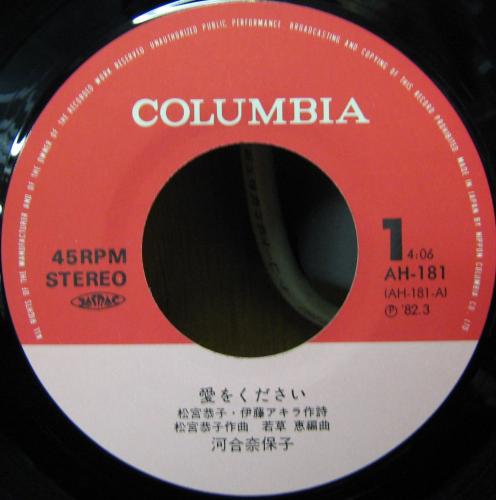 ALL RIGHTS OF THE MANUFACTURER AND OF THE OWNER OF THE RECORDED WORK RESERVED UNAUTHORIZED PUBLIC PERFORMANCE, BROADCASTING AND COPYING OF THIS RECORD PROHIBITED MADE IN JAPAN BY NIPPON COLUMBIA CO. LTD
COLUMBIA
45RPM
STEREO
JASRAC
1 4:06
AH-181
(AH-181-A)
Ⓟ '82.3
愛をください
松宮恭子・伊藤アキラ作詩
松宮恭子作曲 若草 恵編曲
河合奈保子